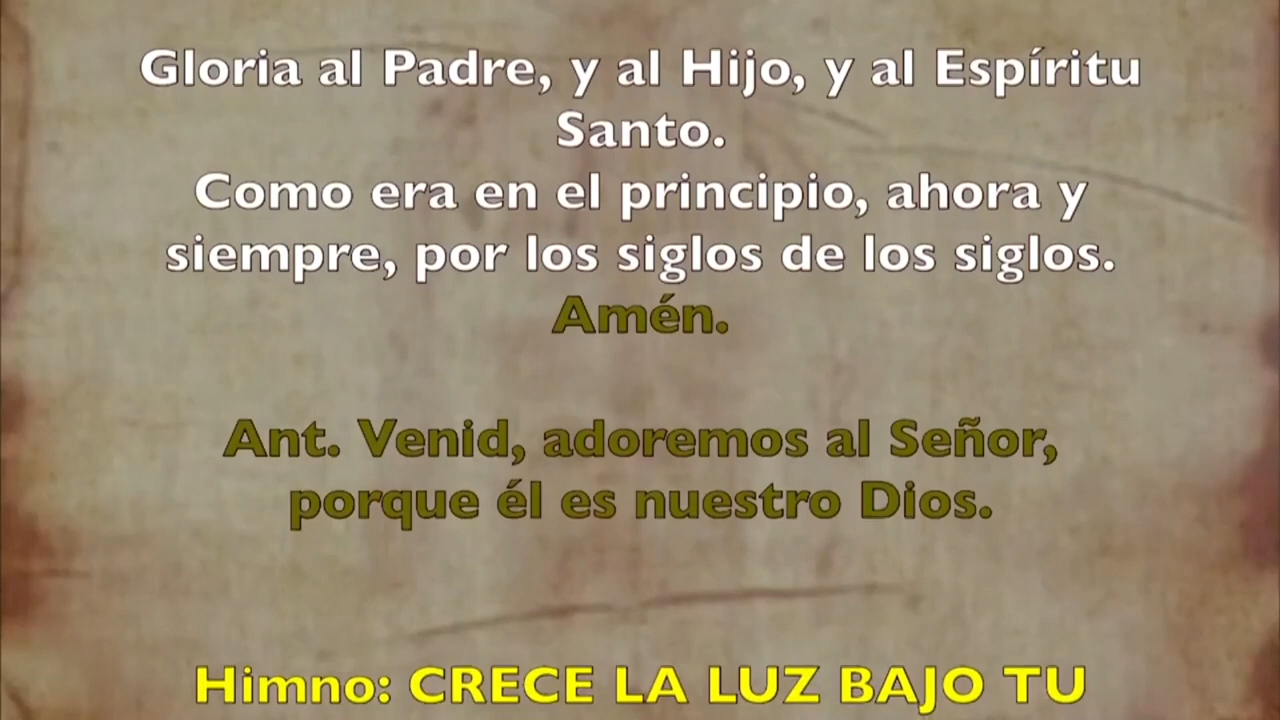 Gloria al Padre, y al Hijo, y al Espíritu
Santo.
Como era en el principio, ahora y
siempre, por los siglos de los siglos.
Amén.
Ant. Venid, adoremos al Señor,
porque él es nuestro Dios.
Himno: CRECE LA LUZ BAJO TU